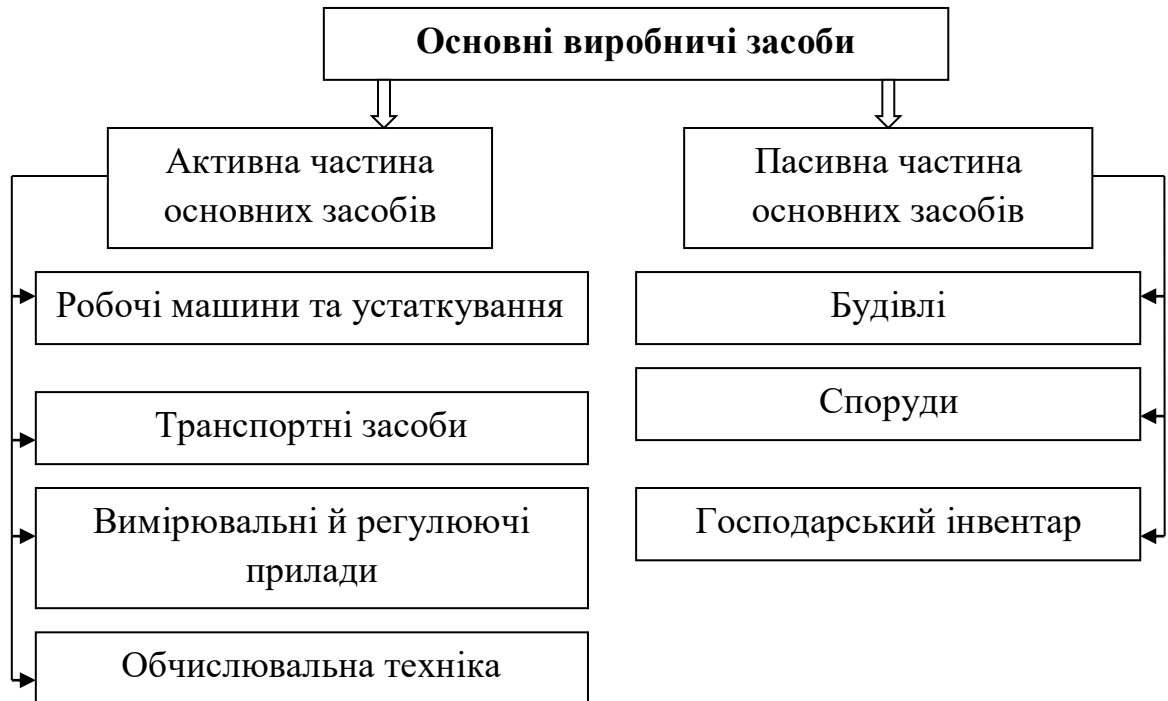 Основні виробничі засоби
Активна частина
основних засобів
Пасивна частина
основних засобів
Робочі машини та устаткування
Будівлі
Транспортні засоби
Споруди
Вимірювальні й регулюючі
прилади
Господарський інвентар
Обчислювальна техніка